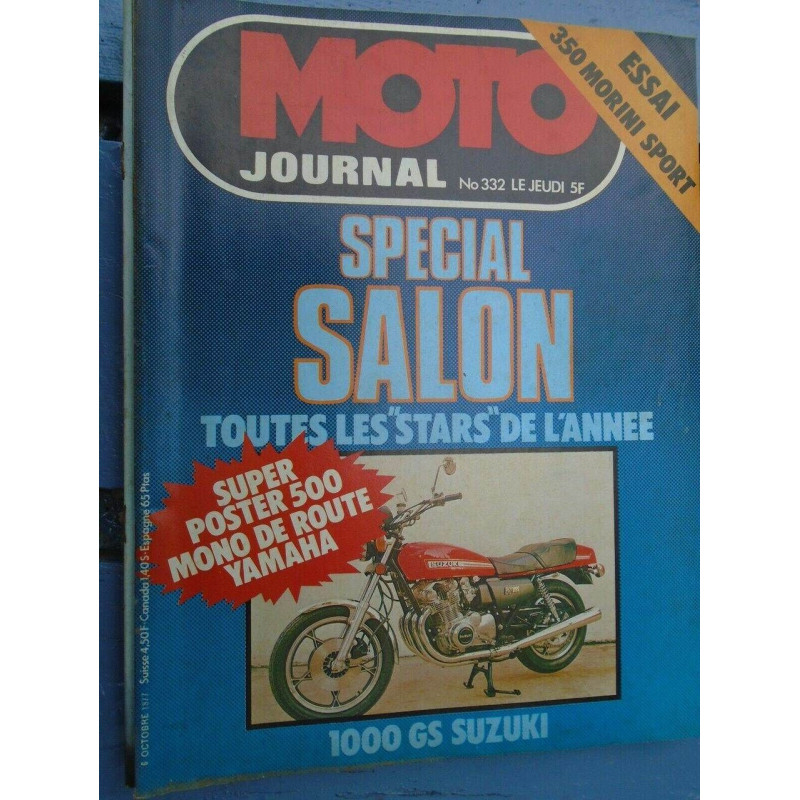 MOTO
JOURNAL
No 332 LE JEUDI 5F
ESSAI
350 MORINI SPORT
SPECIAL
SALON
TOUTES LES "STARS" DE L'ANNEE
SUPER
POSTER 500
MONO DE ROUTE
YAMAHA
SUZUKI
1000 GS SUZUKI
6 OCTOBRE 1977 Suisse 4,50F-Canada 1,40$-Espagne 65 Ptas